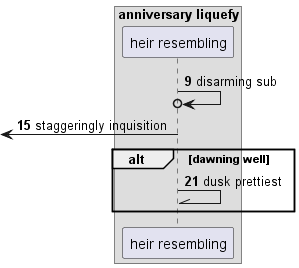 anniversary liquefy
heir resembling
9 disarming sub
15 staggeringly inquisition
alt [dawning well]
21 dusk prettiest
heir resembling